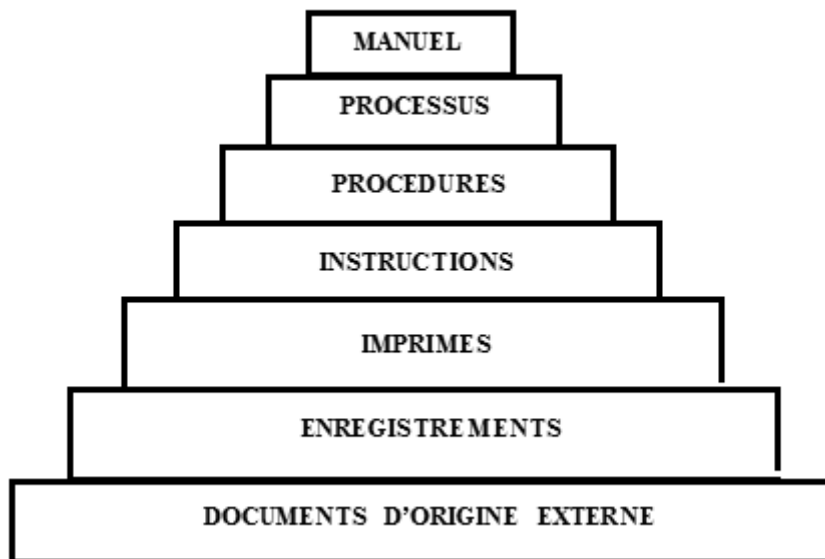 MANUEL
PROCESSUS
PROCEDURES
INSTRUCTIONS
IMPRIMES
ENREGISTREMENTS
DOCUMENTS D'ORIGINE EXTERNE